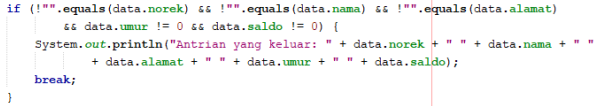 if (!"".equals(data.norek) && !"".equals(data.nama) && !"".equals(data.alamat)
&& data.umur != 0 && data.saldo != 0) {
System.out.println("Antrian yang keluar: " + data.norek + " " + data.nama + " "
+ data.alamat + " " + data.umur + " " + data.saldo);
break;
}